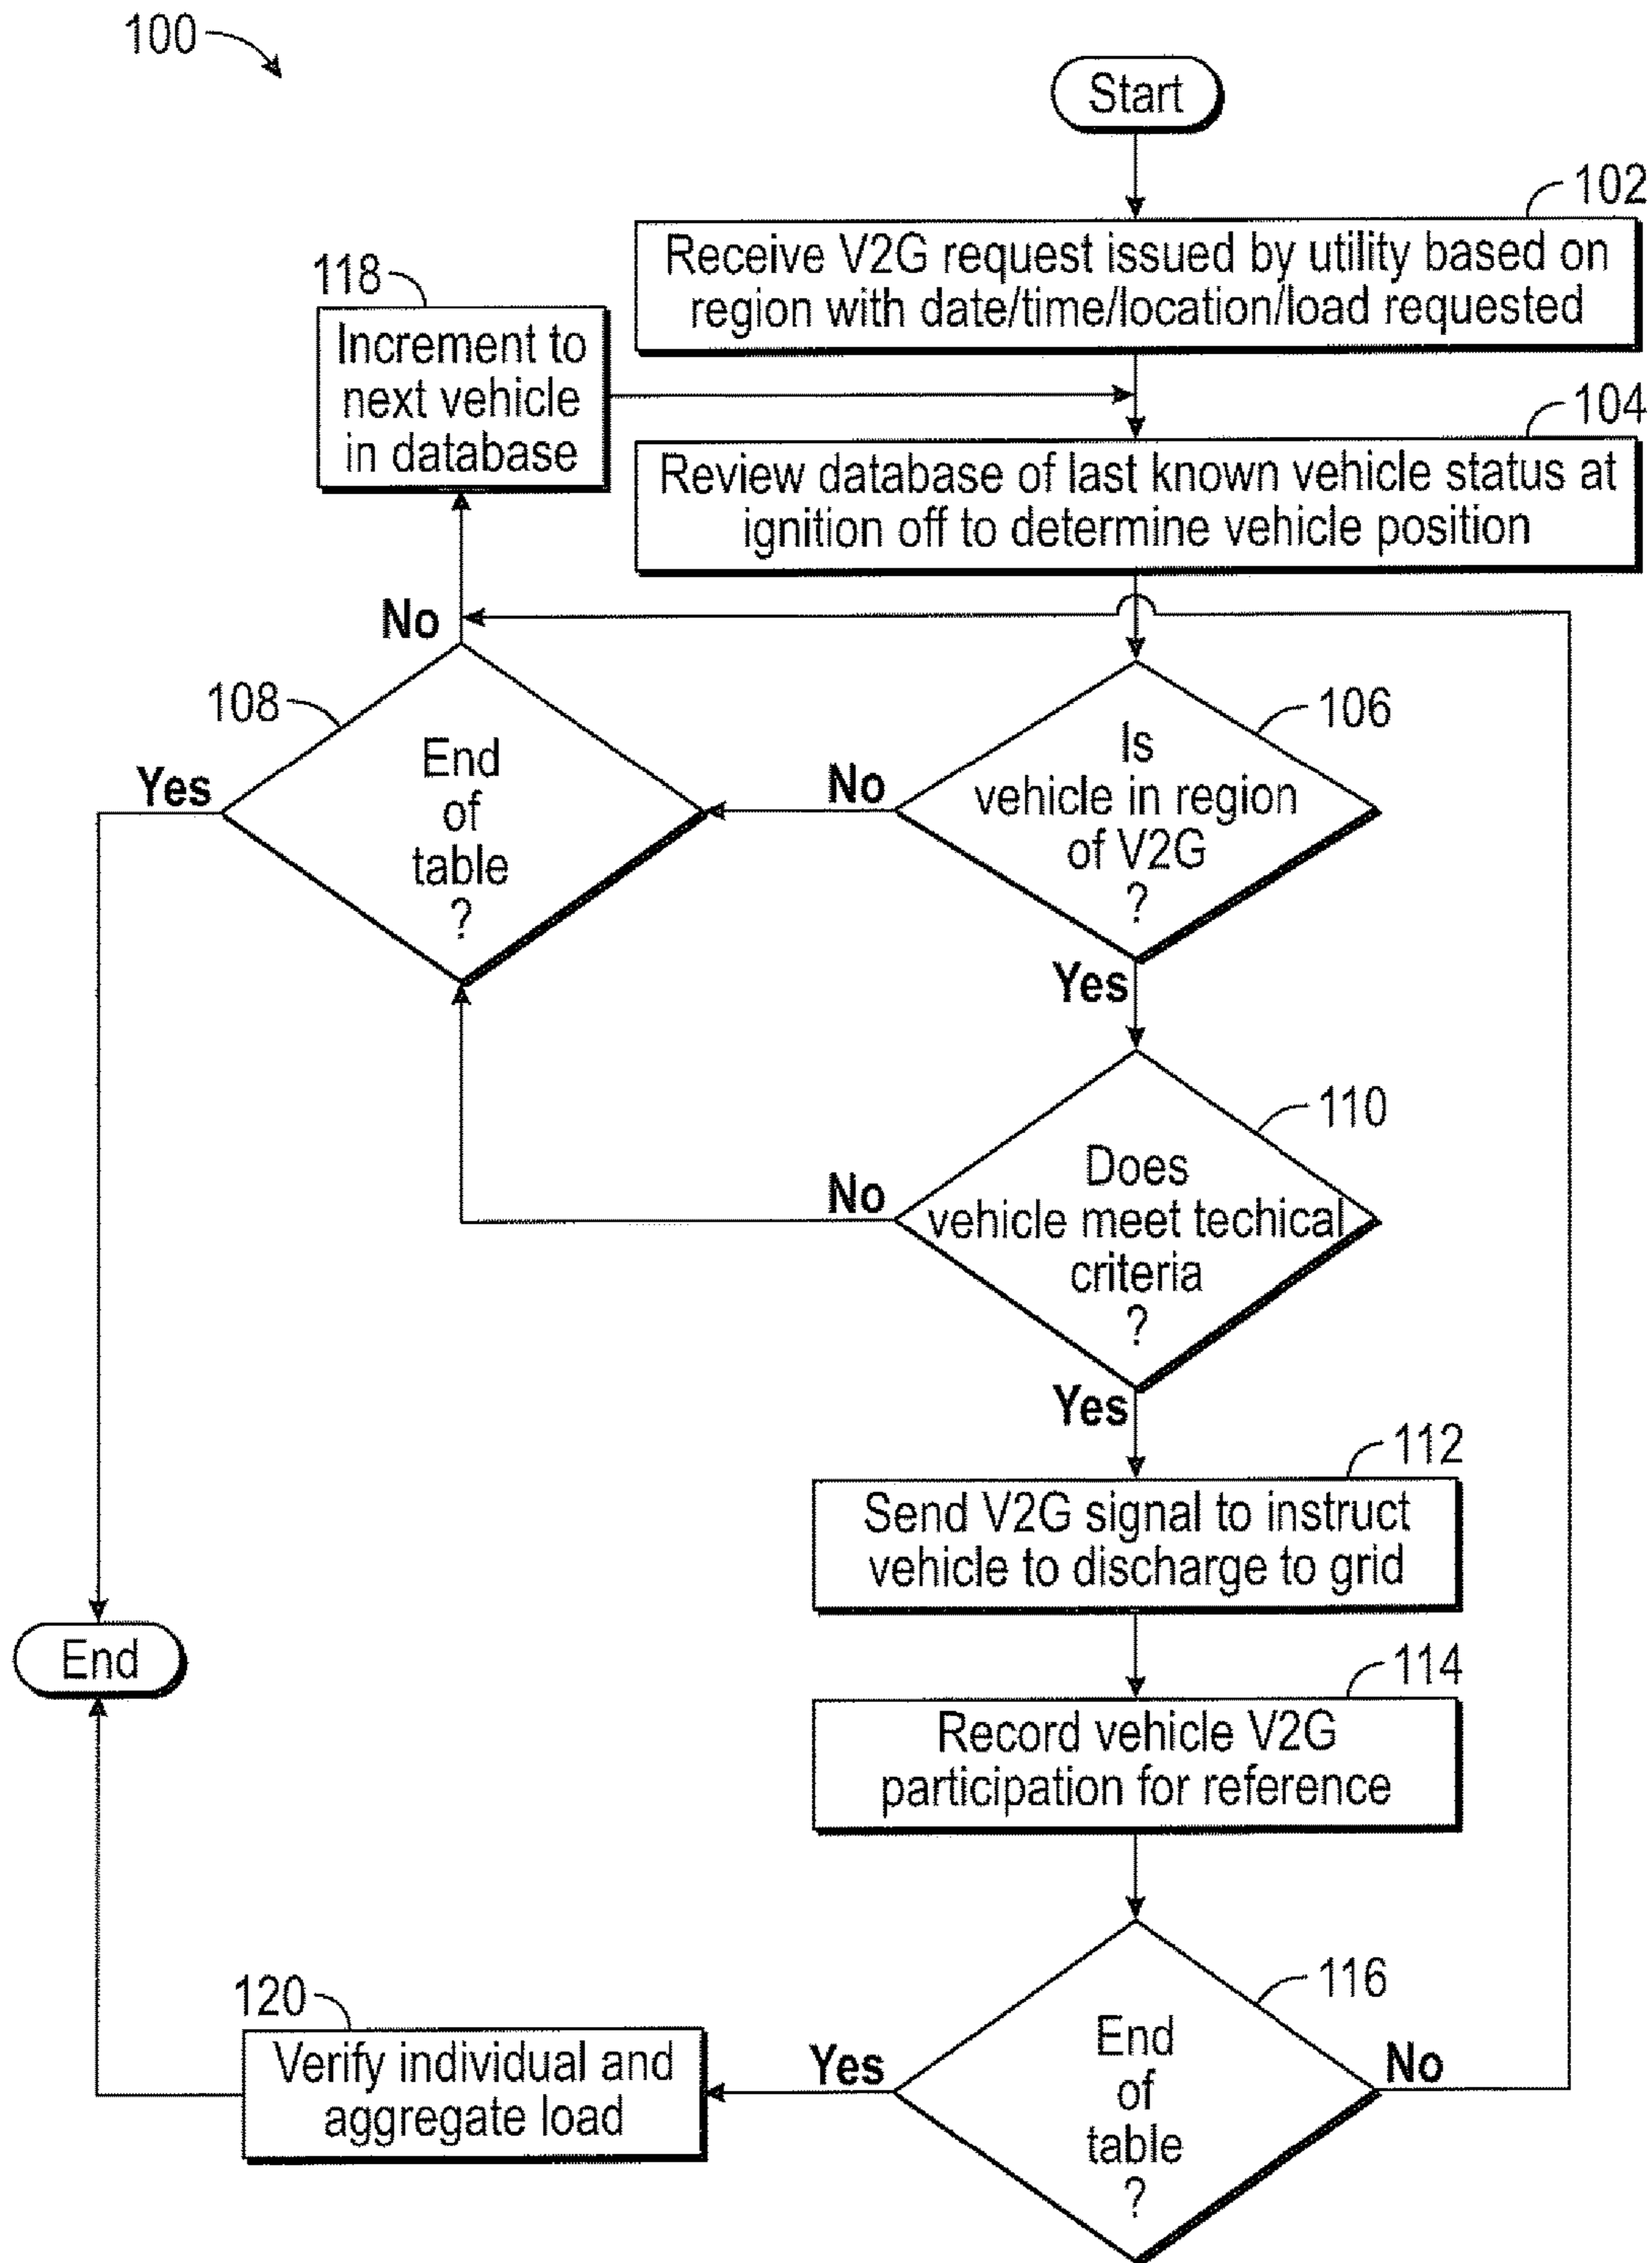 100
Start
102
Receive V2G request issued by utility based on
region with date/time/location/load requested
118
Increment to
next vehicle
in database
104
Review database of last known vehicle status at
ignition off to determine vehicle position
No
108
End
of
table
?
Yes
106
Is
vehicle in region
of V2G
?
No
Yes
110
Does
vehicle meet techical
criteria
?
No
Yes
112
Send V2G signal to instruct
vehicle to discharge to grid
End
114
Record vehicle V2G
participation for reference
116
End
of
table
?
Yes
No
120
Verify individual and
aggregate load